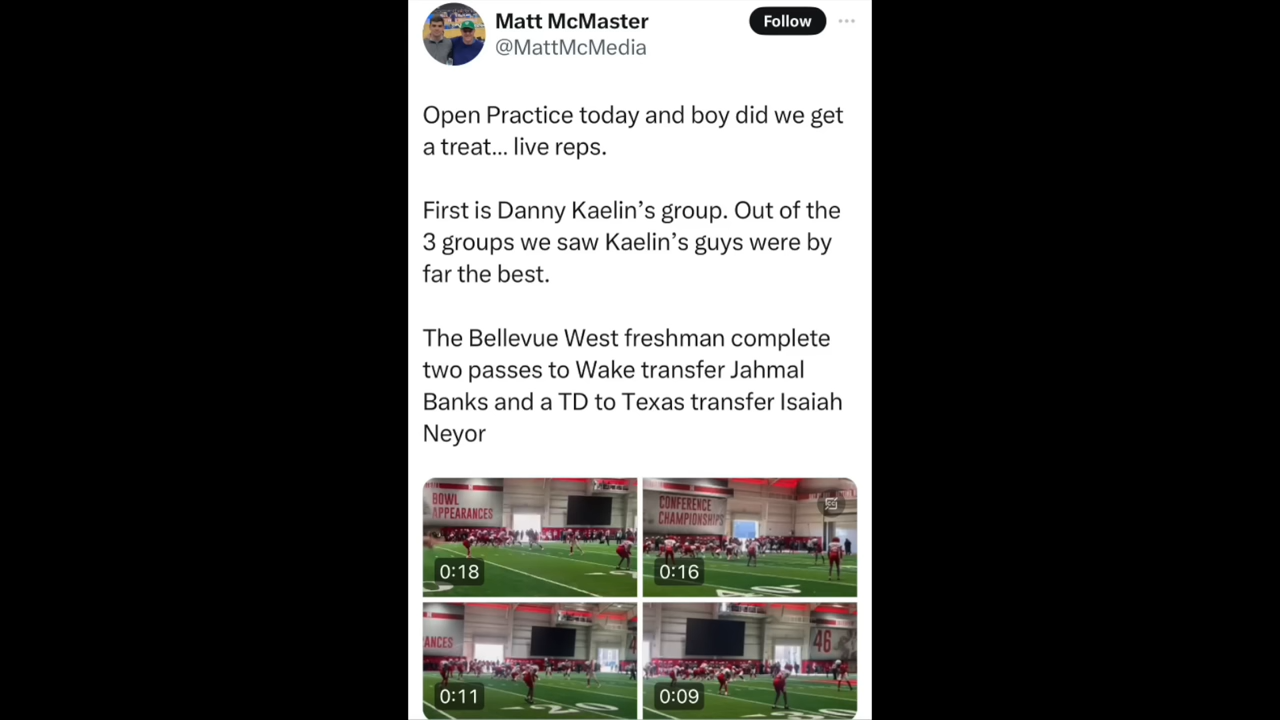 Matt McMaster
@MattMcMedia
Follow
Open Practice today and boy did we get
a treat... live reps.
First is Danny Kaelin’s group. Out of the
3 groups we saw Kaelin’s guys were by
far the best.
The Bellevue West freshman complete
two passes to Wake transfer Jahmal
Banks and a TD to Texas transfer Isaiah
Neyor
BOWL
APPEARANCES
0:18
CONFERENCE
CHAMPIONSHIPS
0:16
ANCES
0:11
46
0:09